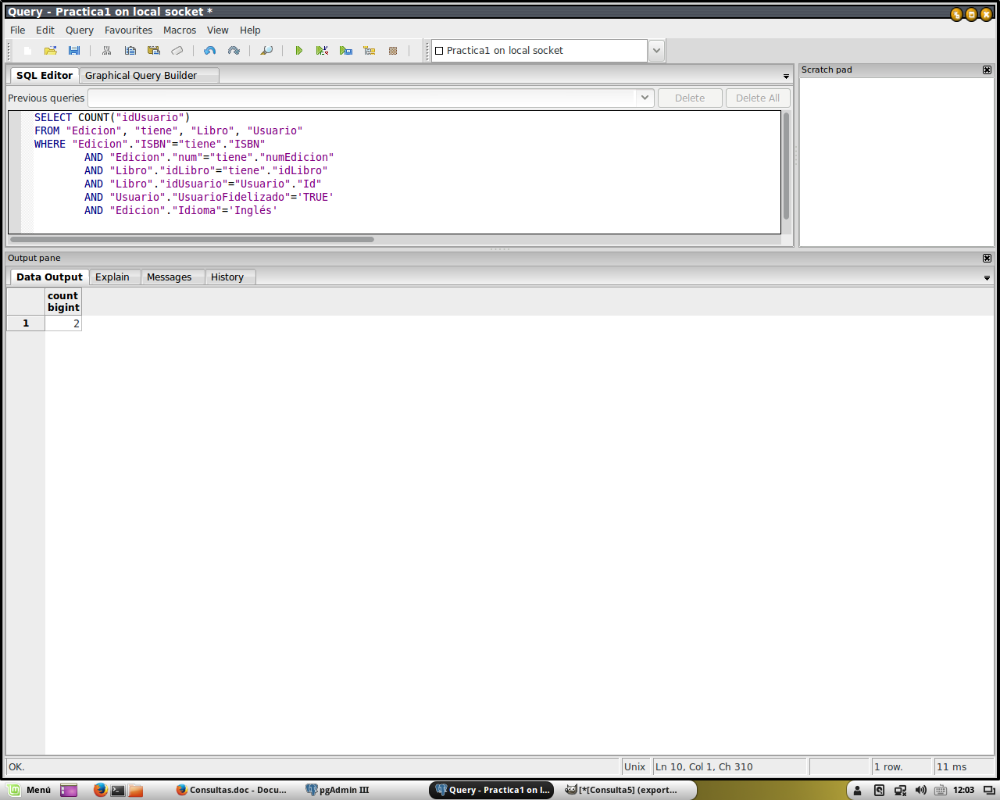 Query - Practica1 on local socket *
File Edit Query Favourites Macros View Help
Practica1 on local socket
SQL Editor Graphical Query Builder
Scratch pad
Previous queries Delete Delete All
SELECT COUNT("idUsuario")
FROM "Edicion", "tiene", "Libro", "Usuario"
WHERE "Edicion"."ISBN"="tiene"."ISBN"
AND "Edicion"."num"="tiene"."numEdicion"
AND "Libro"."idLibro"="tiene"."idLibro"
AND "Libro"."idUsuario"="Usuario"."Id"
AND "Usuario"."UsuarioFidelizado"='TRUE'
AND "Edicion"."Idioma"='Inglés'
Output pane
Data Output Explain Messages History
count
bigint
1 2
OK. Unix Ln 10, Col 1, Ch 310 1 row. 11 ms
Menú Consultas.doc - Docu... pgAdmin III Query - Practica1 on l... [*[Consulta5] (export... 12:03